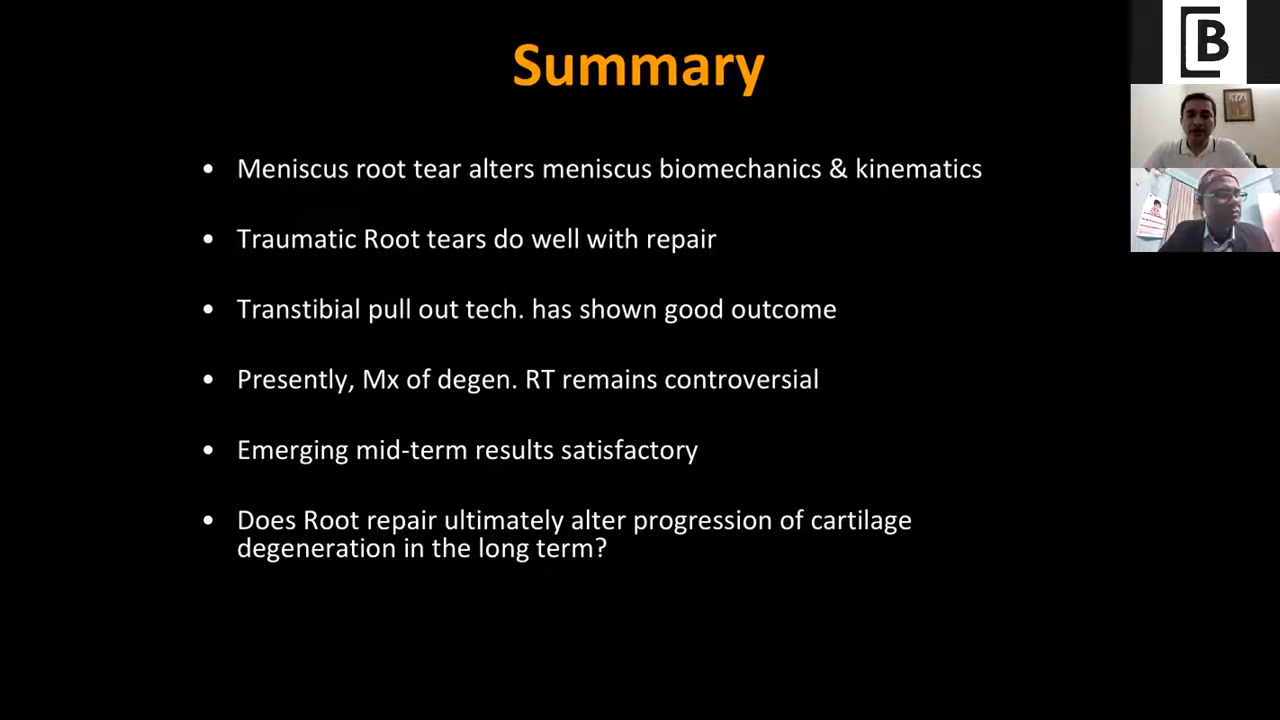 Summary
B
• Meniscus root tear alters meniscus biomechanics & kinematics
• Traumatic Root tears do well with repair
• Transtibial pull out tech. has shown good outcome
• Presently, Mx of degen. RT remains controversial
• Emerging mid-term results satisfactory
• Does Root repair ultimately alter progression of cartilage
degeneration in the long term?